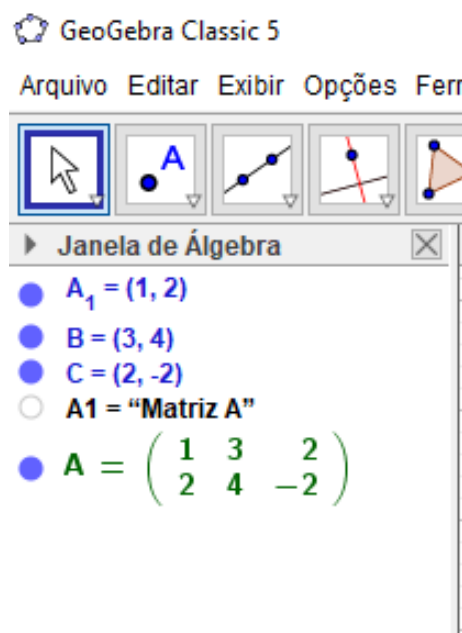 GeoGebra Classic 5
Arquivo Editar Exibir Opções Ferr
A
Janela de Álgebra
A₁ = (1, 2)
B = (3, 4)
C = (2, -2)
A1 = “Matriz A”
A = ( 1 3 2
2 4 −2 )